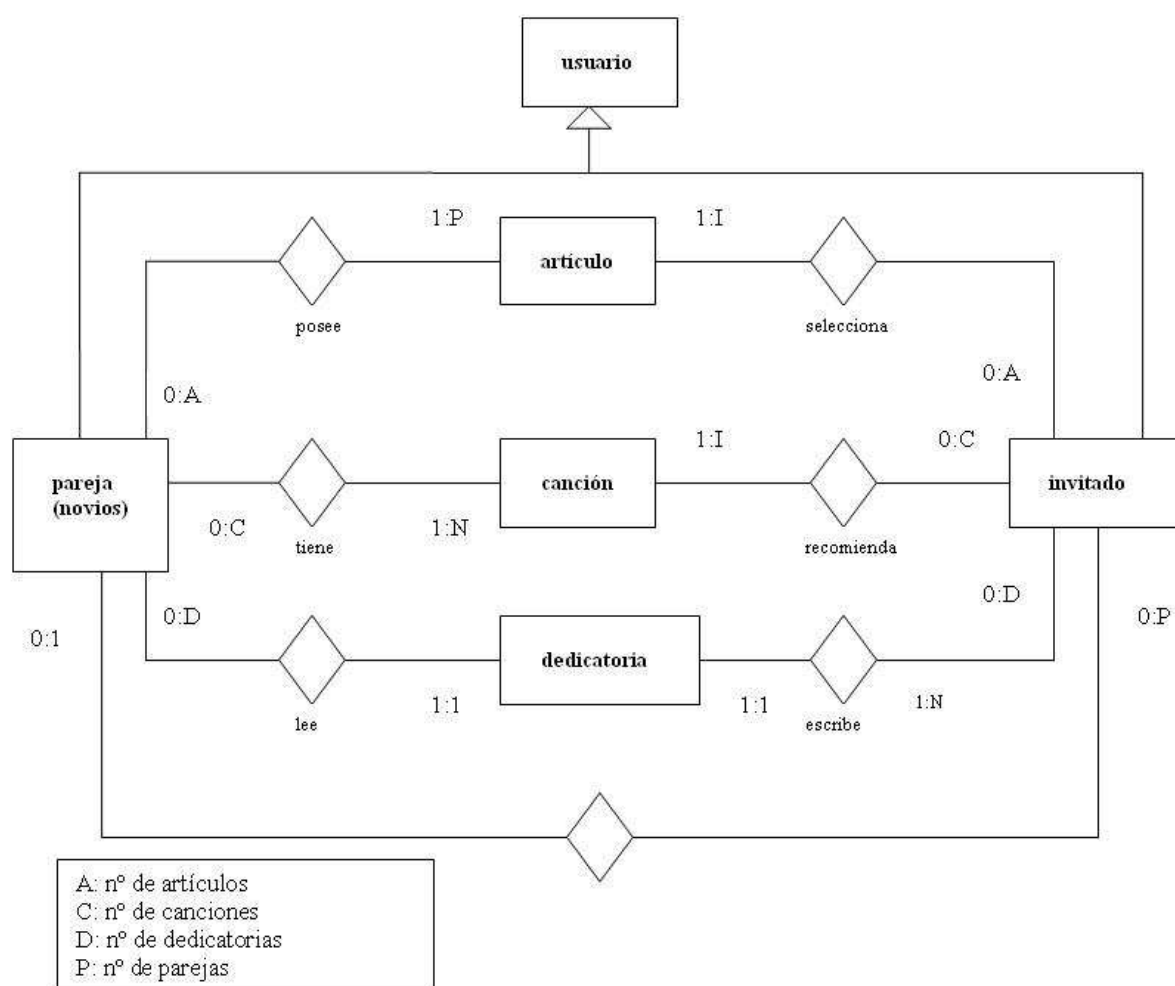 usuario
1:P
1:I
artículo
posee
selecciona
0:A
0:A
1:I
0:C
pareja
(novios)
canción
invitado
0:C
tiene
1:N
recomienda
0:D
0:D
0:1
0:P
dedicatoria
1:1
1:1
1:N
lee
escribe
A: nº de artículos
C: nº de canciones
D: nº de dedicatorias
P: nº de parejas